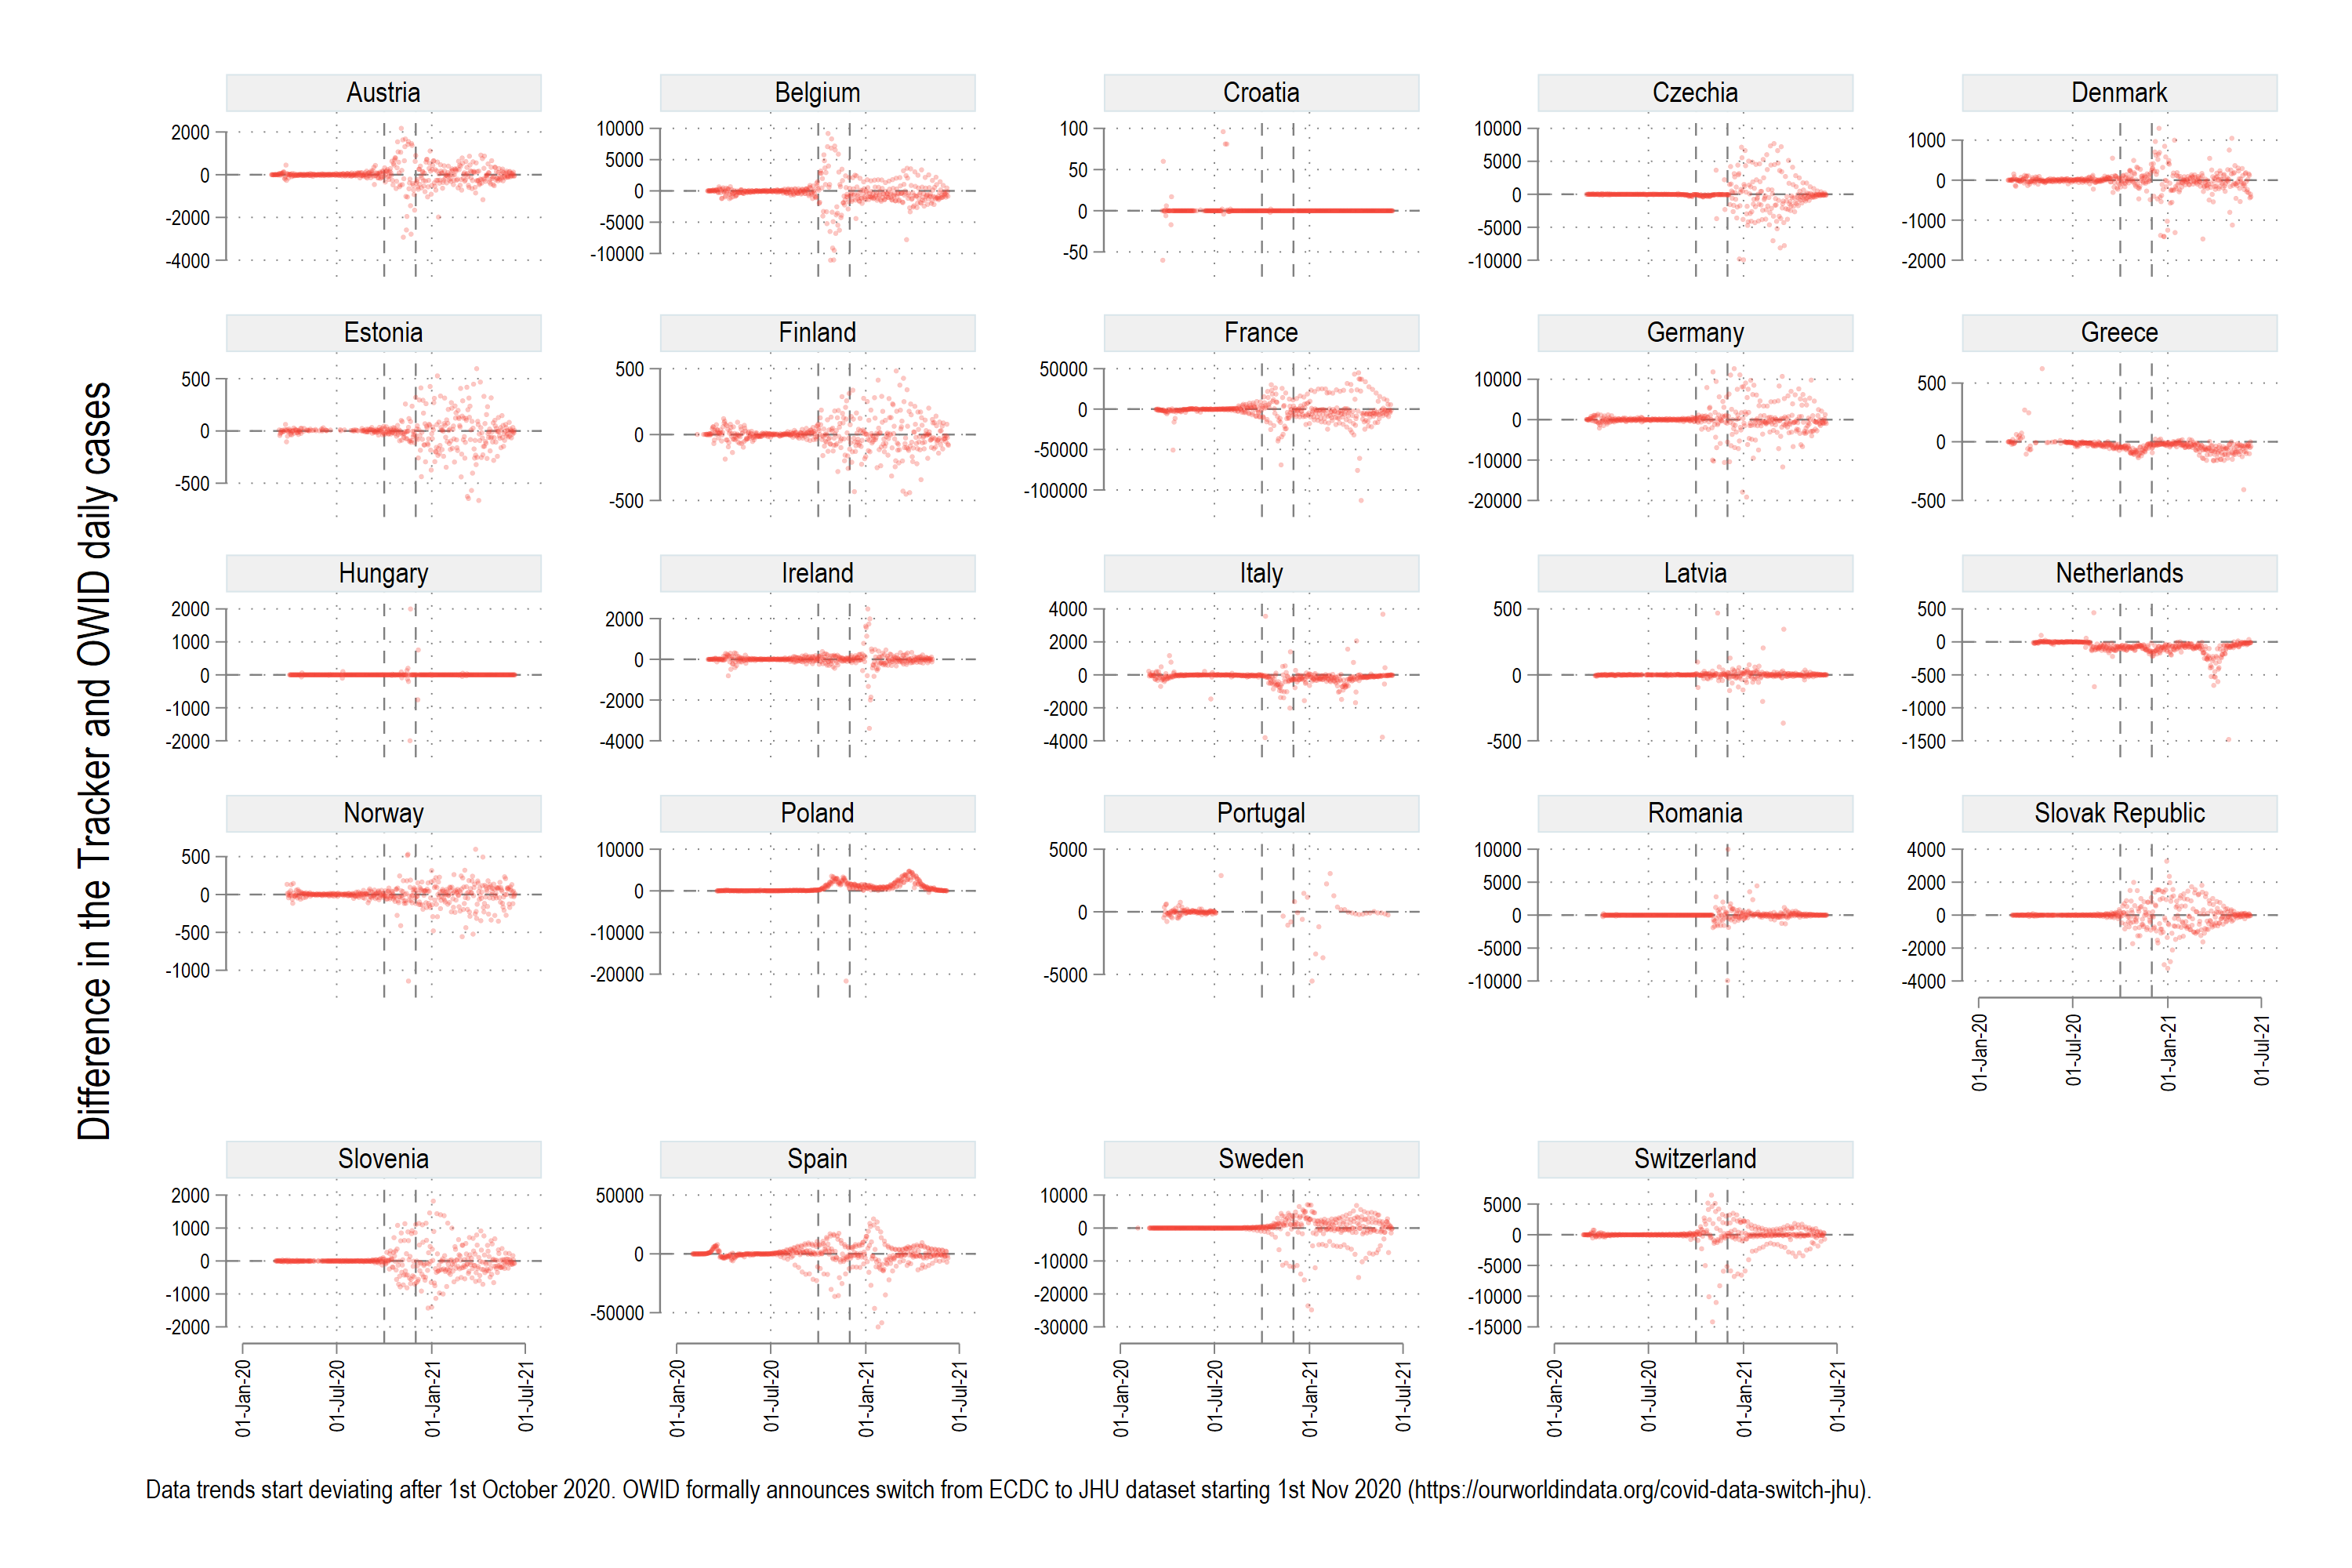 Difference in the Tracker and OWID daily cases
Austria
2000
0
-2000
-4000
Belgium
10000
5000
0
-5000
-10000
Croatia
100
50
0
-50
Czechia
10000
5000
0
-5000
-10000
Denmark
1000
0
-1000
-2000
Estonia
500
0
-500
Finland
500
0
-500
France
50000
0
-50000
-100000
Germany
10000
0
-10000
-20000
Greece
500
0
-500
Hungary
2000
1000
0
-1000
-2000
Ireland
2000
0
-2000
-4000
Italy
4000
2000
0
-2000
-4000
Latvia
500
0
-500
Netherlands
500
0
-500
-1000
-1500
Norway
500
0
-500
-1000
Poland
10000
0
-10000
-20000
Portugal
5000
0
-5000
Romania
10000
5000
0
-5000
-10000
Slovak Republic
4000
2000
0
-2000
-4000
01-Jan-20
01-Jul-20
01-Jan-21
01-Jul-21
Slovenia
2000
1000
0
-1000
-2000
01-Jan-20
01-Jul-20
01-Jan-21
01-Jul-21
Spain
50000
0
-50000
01-Jan-20
01-Jul-20
01-Jan-21
01-Jul-21
Sweden
10000
0
-10000
-20000
-30000
01-Jan-20
01-Jul-20
01-Jan-21
01-Jul-21
Switzerland
5000
0
-5000
-10000
-15000
01-Jan-20
01-Jul-20
01-Jan-21
01-Jul-21
Data trends start deviating after 1st October 2020. OWID formally announces switch from ECDC to JHU dataset starting 1st Nov 2020 (https://ourworldindata.org/covid-data-switch-jhu).